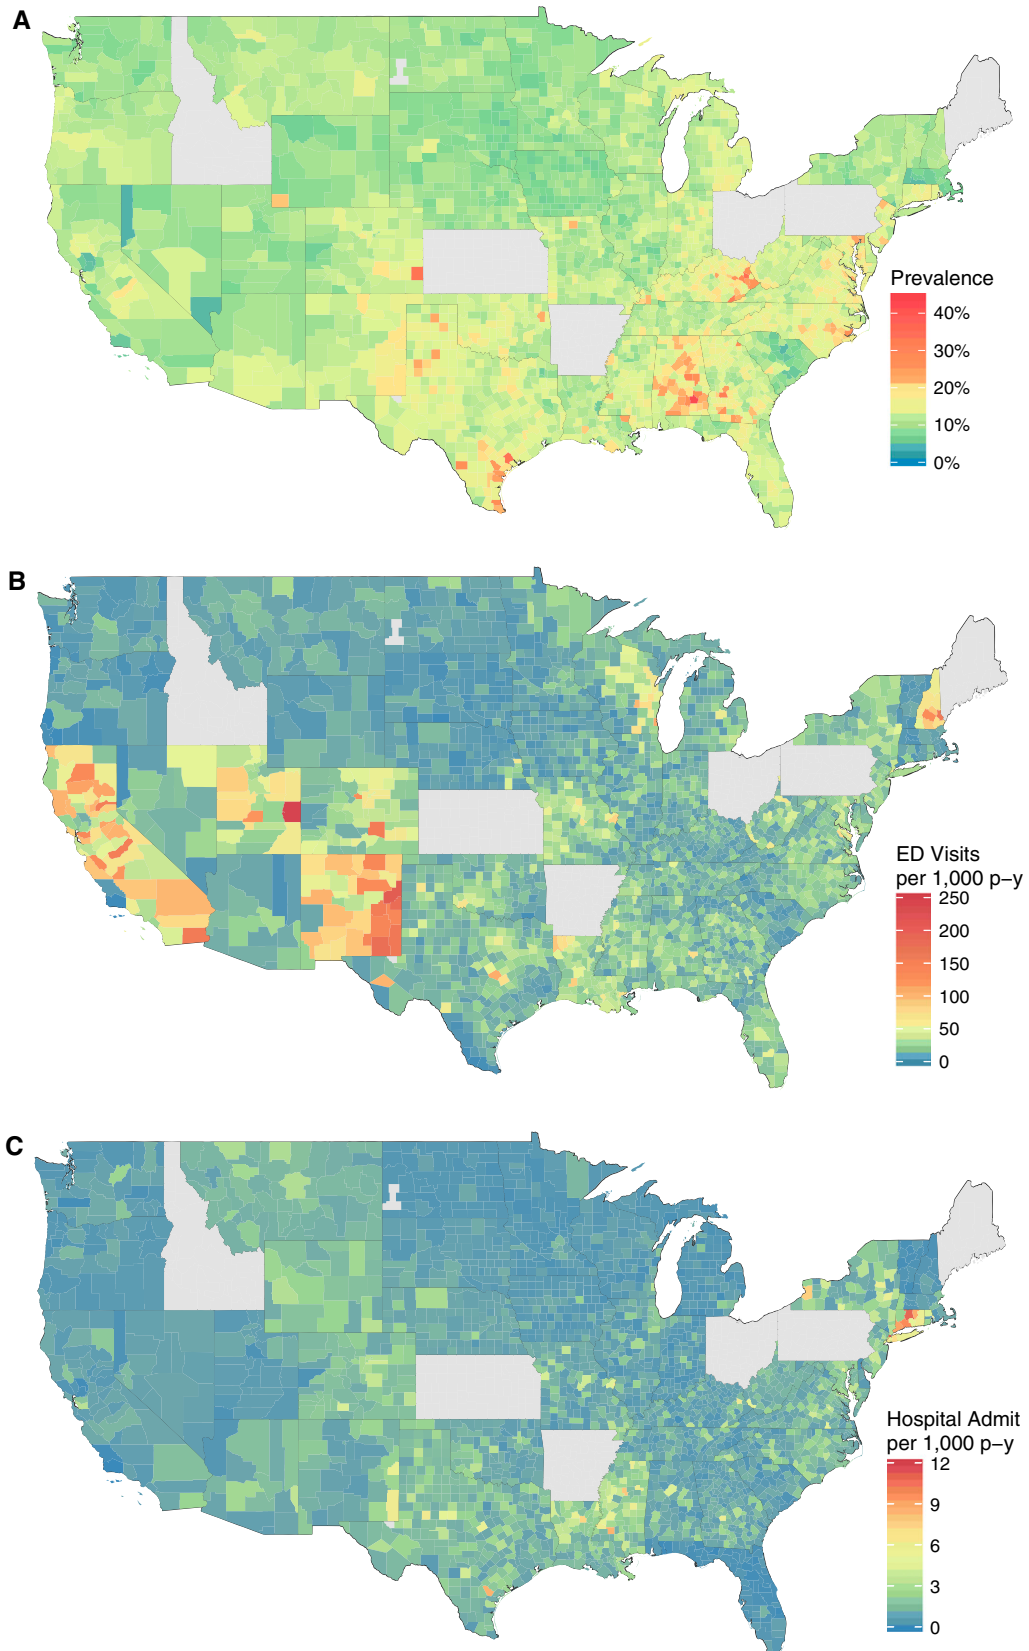 A
Prevalence
40%
30%
20%
10%
0%
B
ED Visits
per 1,000 p−y
250
200
150
100
50
0
C
Hospital Admit
per 1,000 p−y
12
9
6
3
0